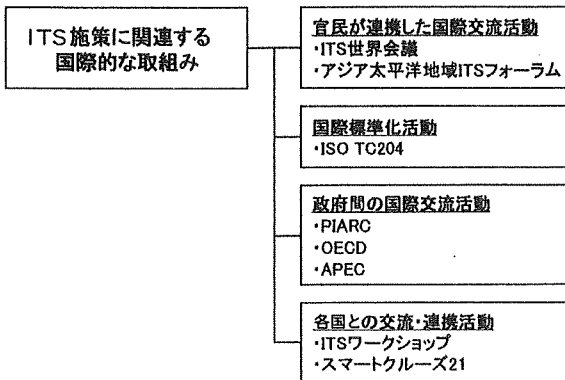 ITS施策に関連する
国際的な取組み
官民が連携した国際交流活動
・ITS世界会議
・アジア太平洋地域ITSフォーラム
国際標準化活動
・ISO TC204
政府間の国際交流活動
・PIARC
・OECD
・APEC
各国との交流・連携活動
・ITSワークショップ
・スマートクルーズ21